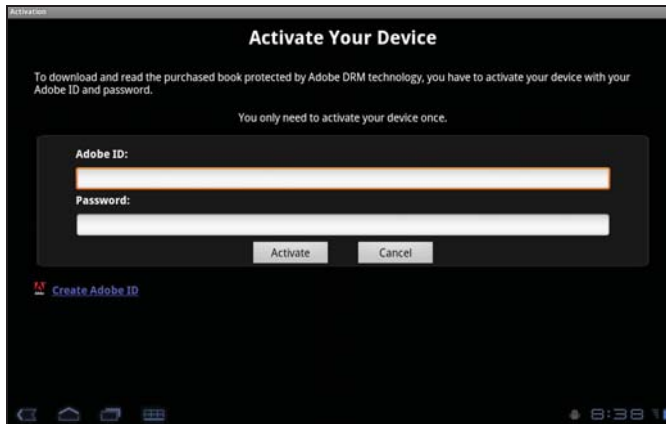 Activation
Activate Your Device
To download and read the purchased book protected by Adobe DRM technology, you have to activate your device with your
Adobe ID and password.
You only need to activate your device once.
Adobe ID:
Password:
Activate Cancel
Create Adobe ID
8:38